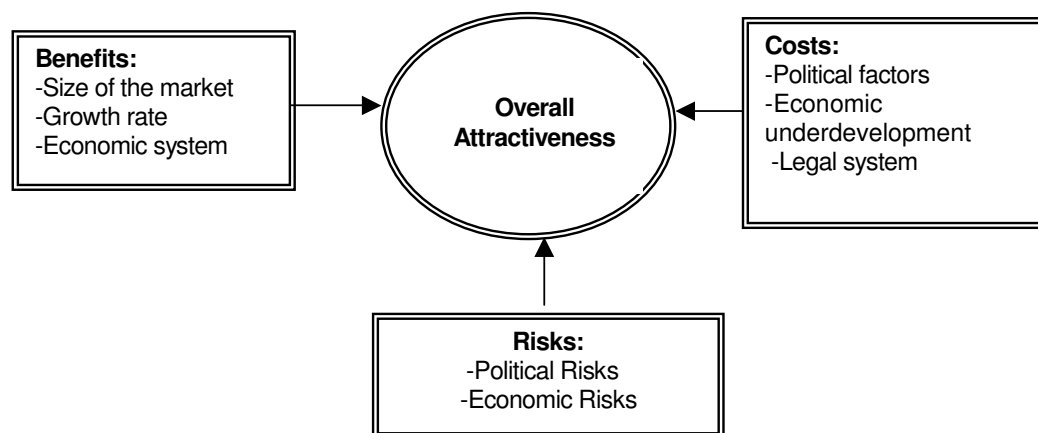 Benefits:
-Size of the market
-Growth rate
-Economic system
Overall
Attractiveness
Costs:
-Political factors
-Economic
underdevelopment
-Legal system
Risks:
-Political Risks
-Economic Risks